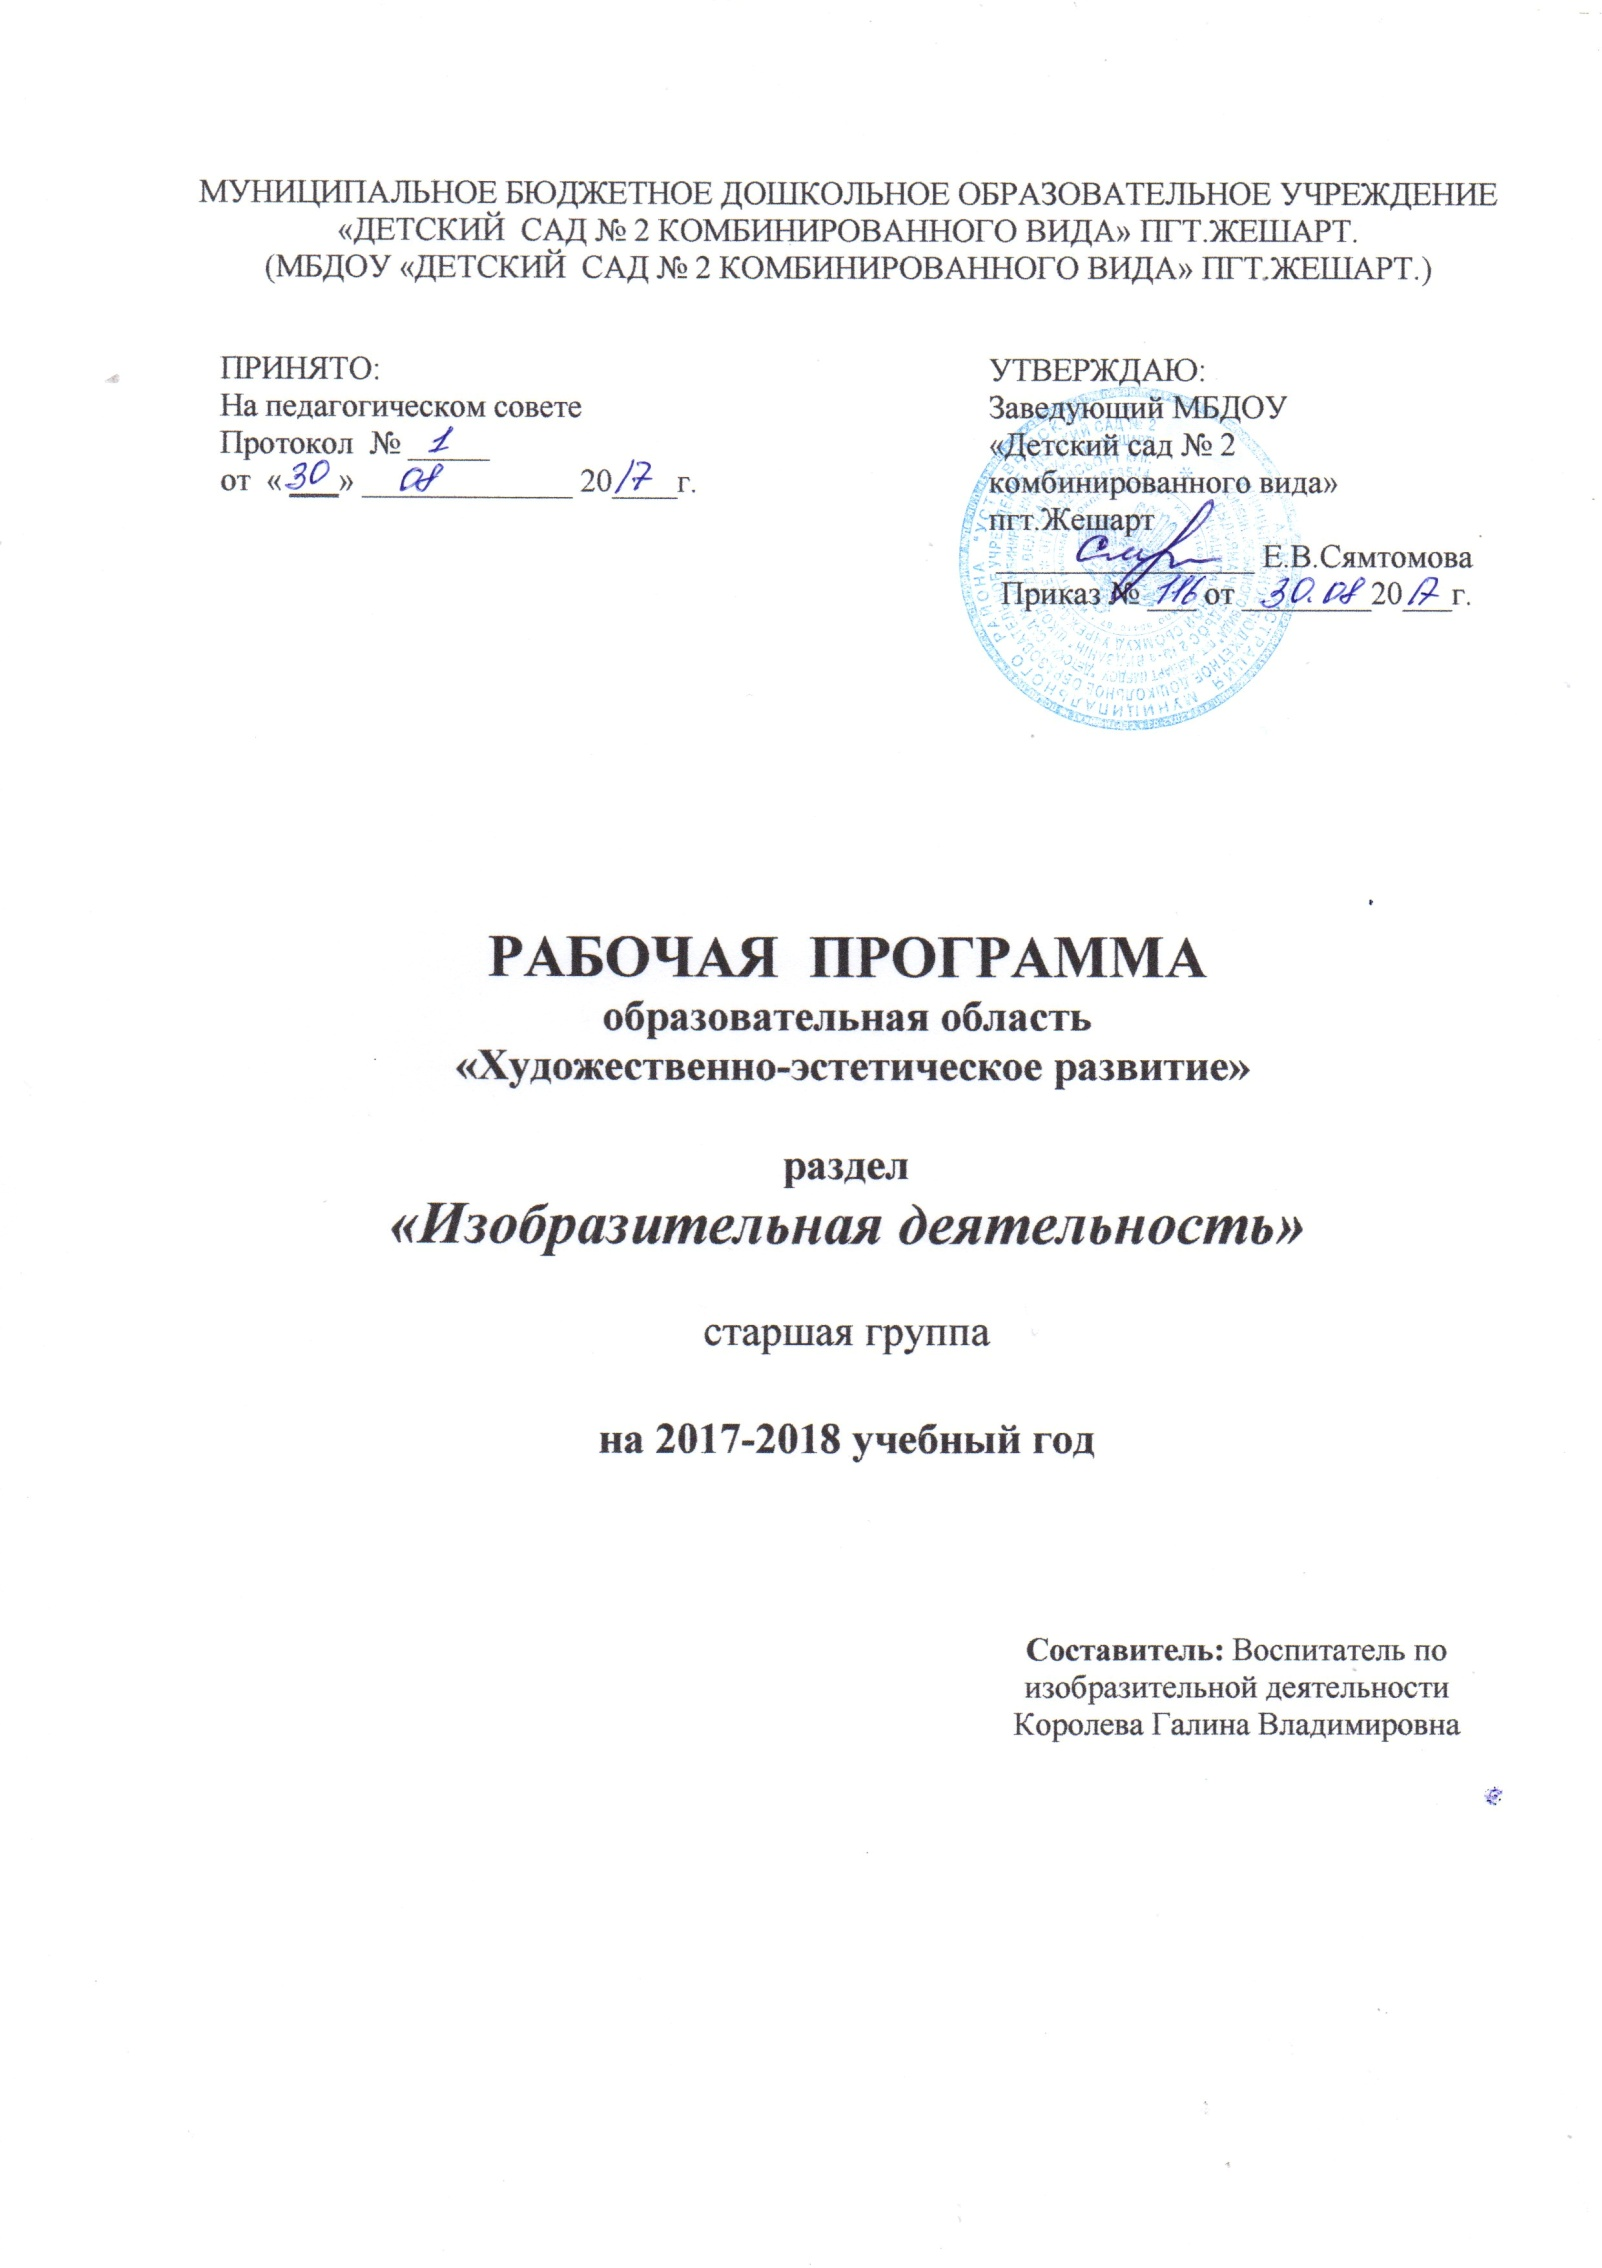 МУНИЦИПАЛЬНОЕ БЮДЖЕТНОЕ ДОШКОЛЬНОЕ ОБРАЗОВАТЕЛЬНОЕ УЧРЕЖДЕНИЕ
«ДЕТСКИЙ САД № 2 КОМБИНИРОВАННОГО ВИДА» ПГТ.ЖЕШАРТ.
(МБДОУ «ДЕТСКИЙ САД № 2 КОМБИНИРОВАННОГО ВИДА» ПГТ.ЖЕШАРТ.)
ПРИНЯТО:
На педагогическом совете
Протокол № 1
от «30» 08 2017 г.
УТВЕРЖДАЮ:
Заведующий МБДОУ
«Детский сад № 2
комбинированного вида»
пгт.Жешарт
Е.В.Сямтомова
Приказ № 116 от 30.08 2017 г.
РАБОЧАЯ ПРОГРАММА
образовательная область
«Художественно-эстетическое развитие»
раздел
«Изобразительная деятельность»
старшая группа
на 2017-2018 учебный год
Составитель: Воспитатель по
изобразительной деятельности
Королева Галина Владимировна